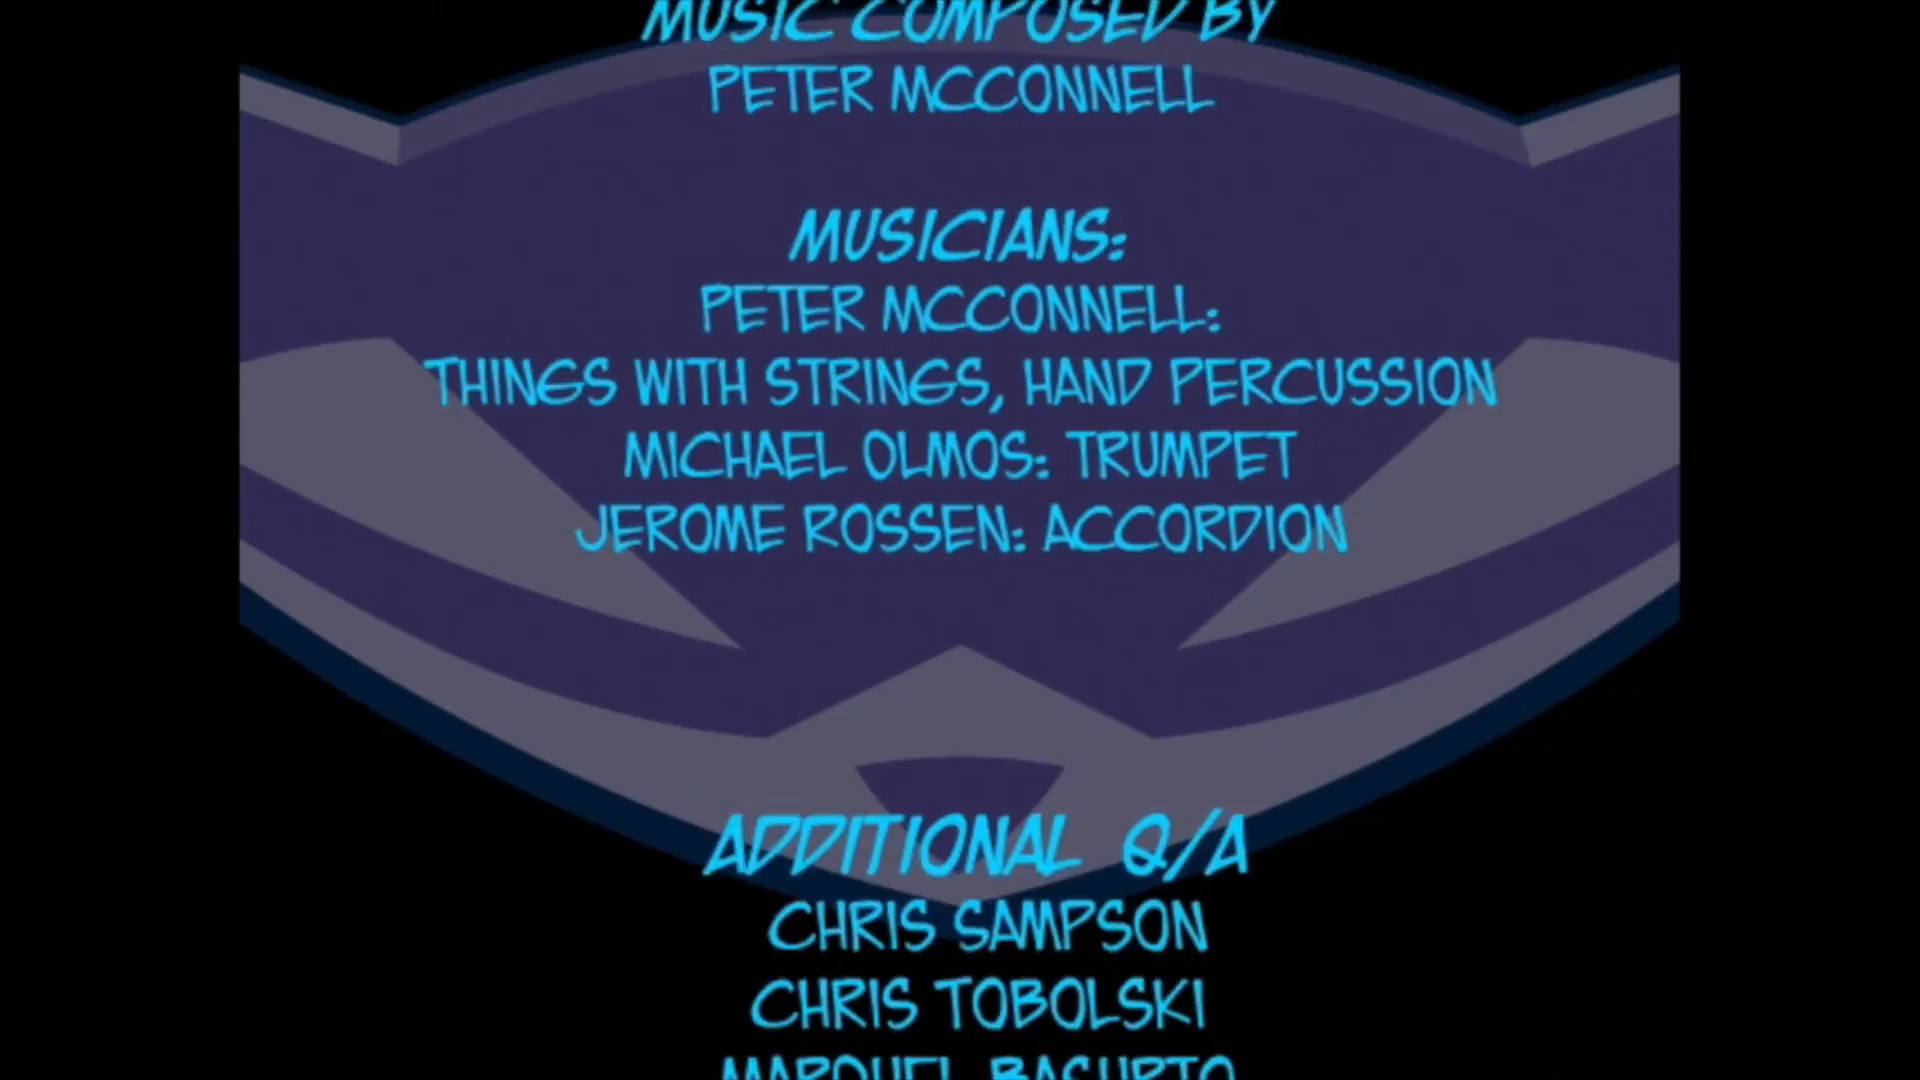 MUSIC COMPOSED BY
PETER MCCONNELL
MUSICIANS:
PETER MCCONNELL:
THINGS WITH STRINGS, HAND PERCUSSION
MICHAEL OLMOS: TRUMPET
JEROME ROSSEN: ACCORDION
ADDITIONAL Q/A
CHRIS SAMPSON
CHRIS TOBOLSKI